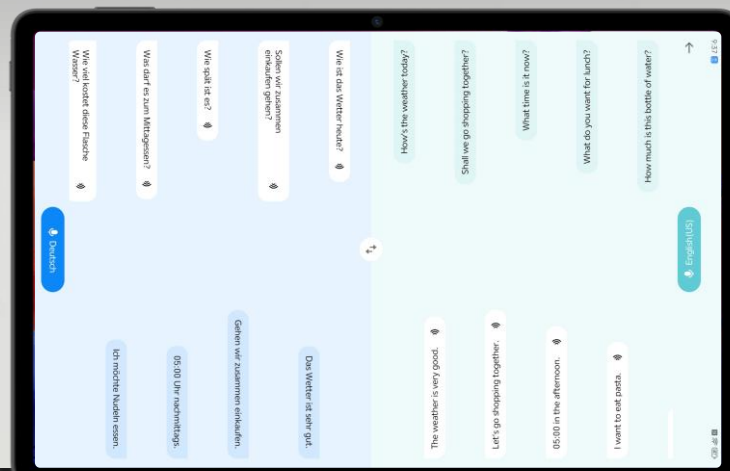 9:37
English(US)
How much is this bottle of water?
I want to eat pasta.
What do you want for lunch?
05:00 in the afternoon.
What time is it now?
Let's go shopping together.
Shall we go shopping together?
The weather is very good.
How's the weather today?
Wie ist das Wetter heute?
Das Wetter ist sehr gut.
Sollen wir zusammen
einkaufen gehen?
Gehen wir zusammen einkaufen.
Wie spät ist es?
05:00 Uhr nachmittags.
Was darf es zum Mittagessen?
Ich möchte Nudeln essen.
Wie viel kostet diese Flasche
Wasser?
Deutsch